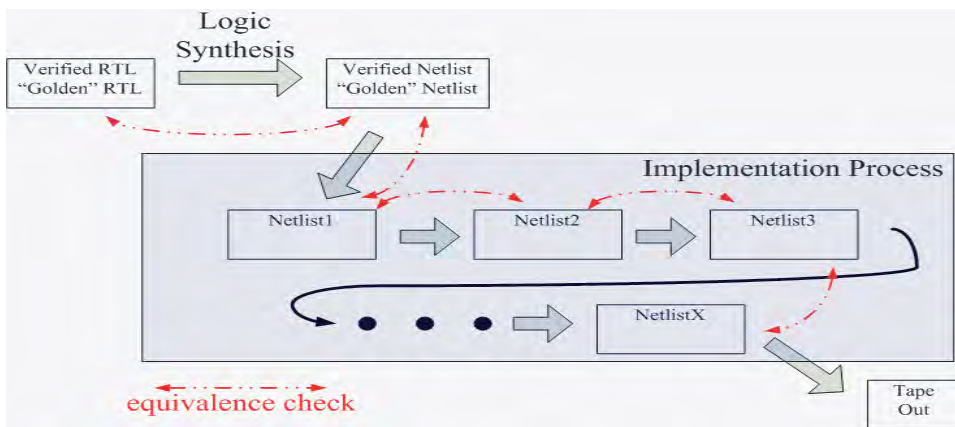 Logic
Synthesis
Verified RTL
“Golden” RTL
Verified Netlist
“Golden” Netlist
Implementation Process
Netlist1
Netlist2
Netlist3
NetlistX
equivalence check
Tape
Out